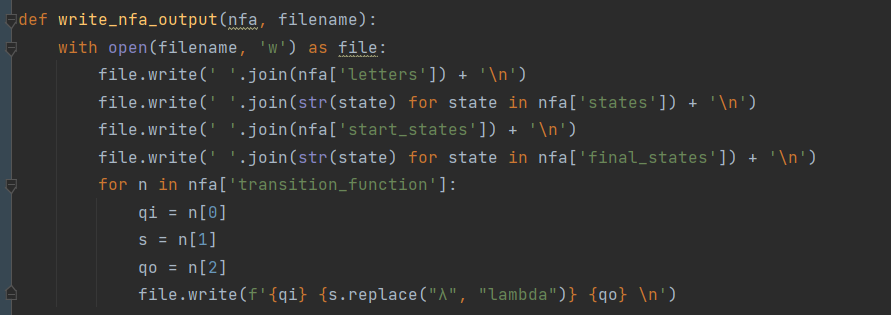 def write_nfa_output(nfa, filename):
    with open(filename, 'w') as file:
        file.write(' '.join(nfa['letters']) + '\n')
        file.write(' '.join(str(state) for state in nfa['states']) + '\n')
        file.write(' '.join(nfa['start_states']) + '\n')
        file.write(' '.join(str(state) for state in nfa['final_states']) + '\n')
        for n in nfa['transition_function']:
            qi = n[0]
            s = n[1]
            qo = n[2]
            file.write(f'{qi} {s.replace("λ", "lambda")} {qo} \n')